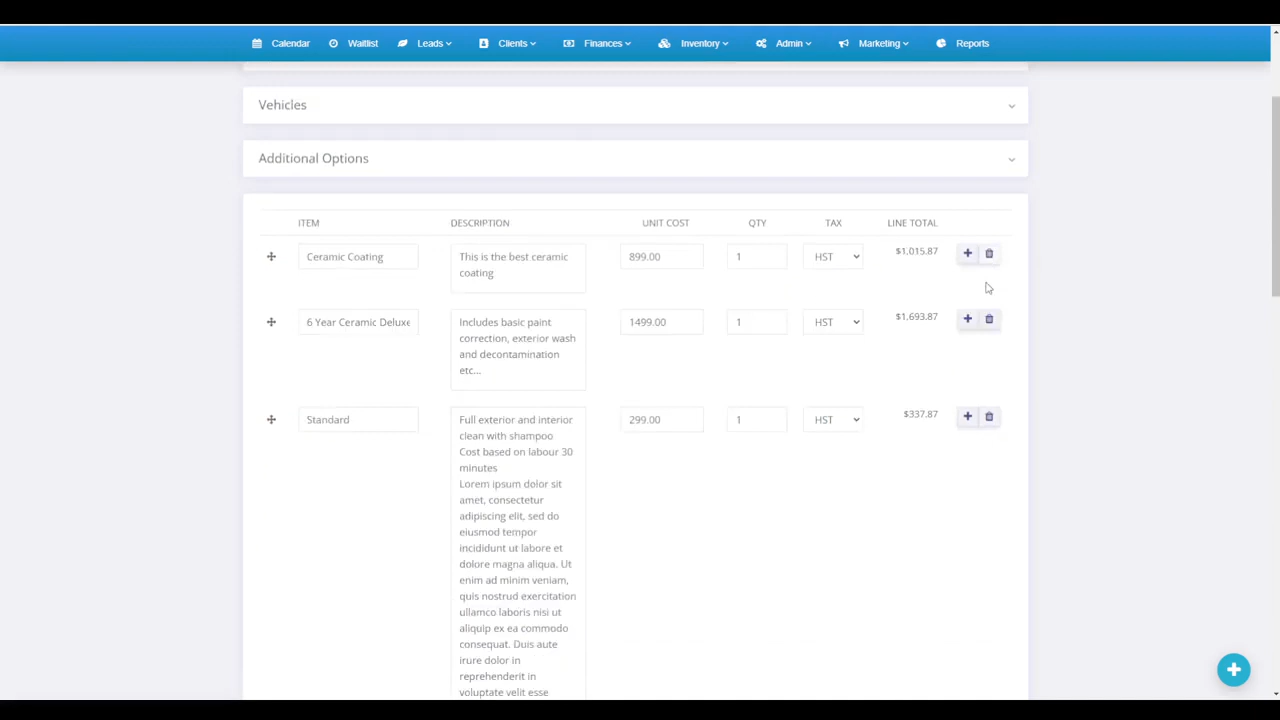 Calendar Waitlist Leads Clients Finances Inventory Admin Marketing Reports
Vehicles
Additional Options
ITEM DESCRIPTION UNIT COST QTY TAX LINE TOTAL
Ceramic Coating This is the best ceramic 899.00 1 HST $1,015.87
coating
6 Year Ceramic Deluxe Includes basic paint 1499.00 1 HST $1,693.87
correction, exterior wash
and decontamination
etc...
Standard Full exterior and interior 299.00 1 HST $337.87
clean with shampoo
Cost based on labour 30
minutes
Lorem ipsum dolor sit
amet, consectetur
adipiscing elit, sed do
eiusmod tempor
incididunt ut labore et
dolore magna aliqua. Ut
enim ad minim veniam,
quis nostrud exercitation
ullamco laboris nisi ut
aliquip ex ea commodo
consequat. Duis aute
irure dolor in
reprehenderit in
voluptate velit esse